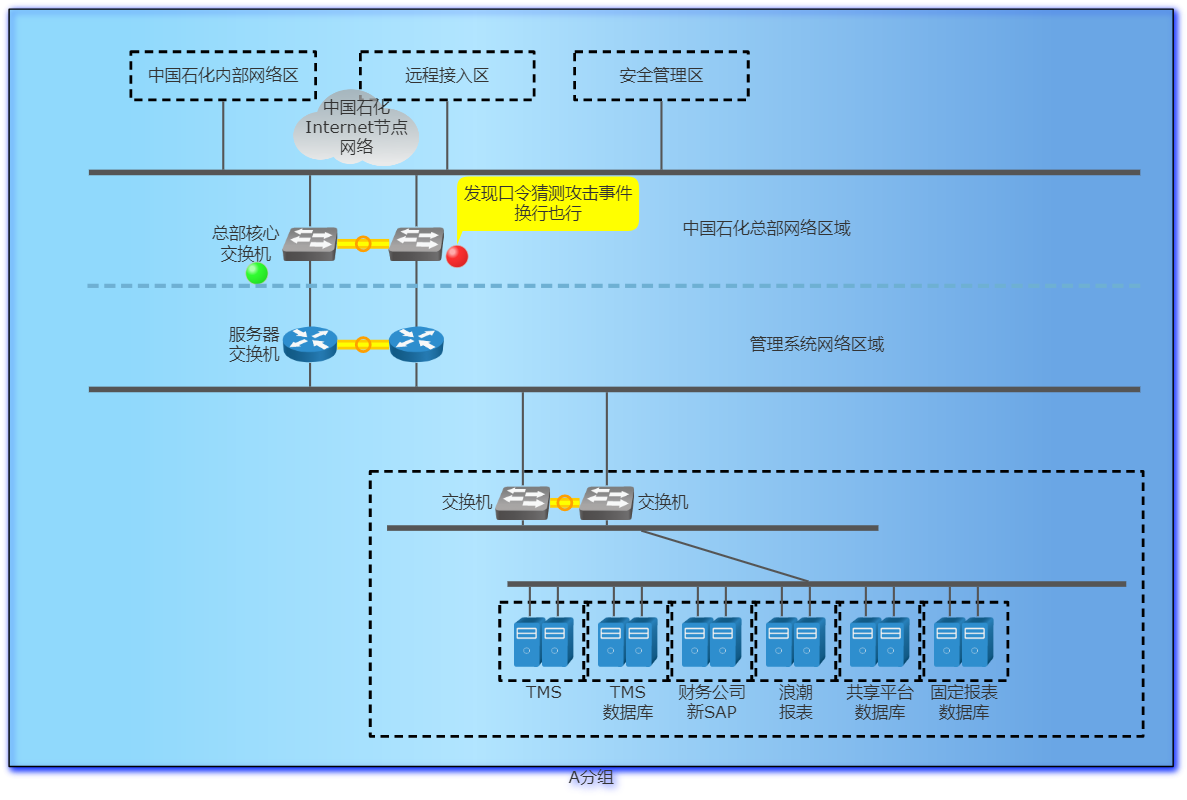 中国石化内部网络区
远程接入区
安全管理区
中国石化
Internet节点
网络
发现口令猜测攻击事件
换行也行
总部核心
交换机
中国石化总部网络区域
服务器
交换机
管理系统网络区域
交换机
交换机
TMS
TMS
数据库
财务公司
新SAP
浪潮
报表
共享平台
数据库
固定报表
数据库
A分组